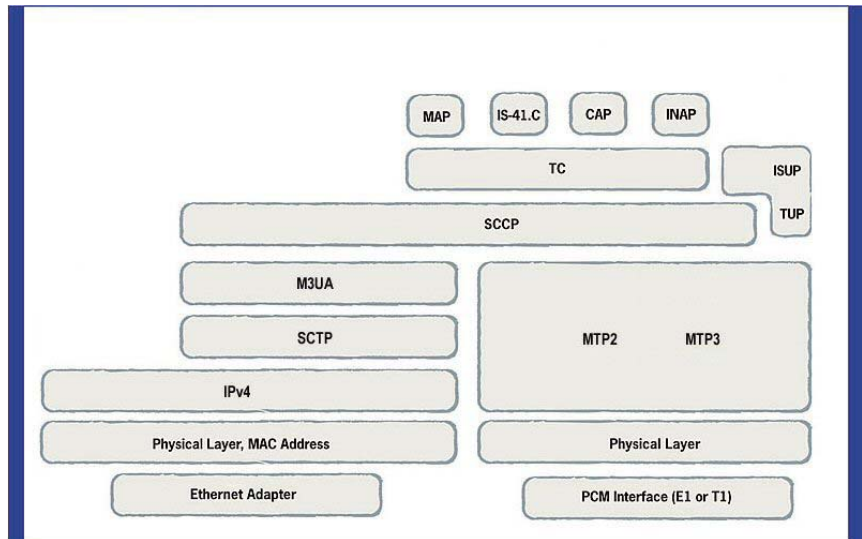 MAP IS-41.C CAP INAP
TC ISUP
TUP
SCCP
M3UA
SCTP MTP2 MTP3
IPv4
Physical Layer, MAC Address Physical Layer
Ethernet Adapter PCM Interface (E1 or T1)